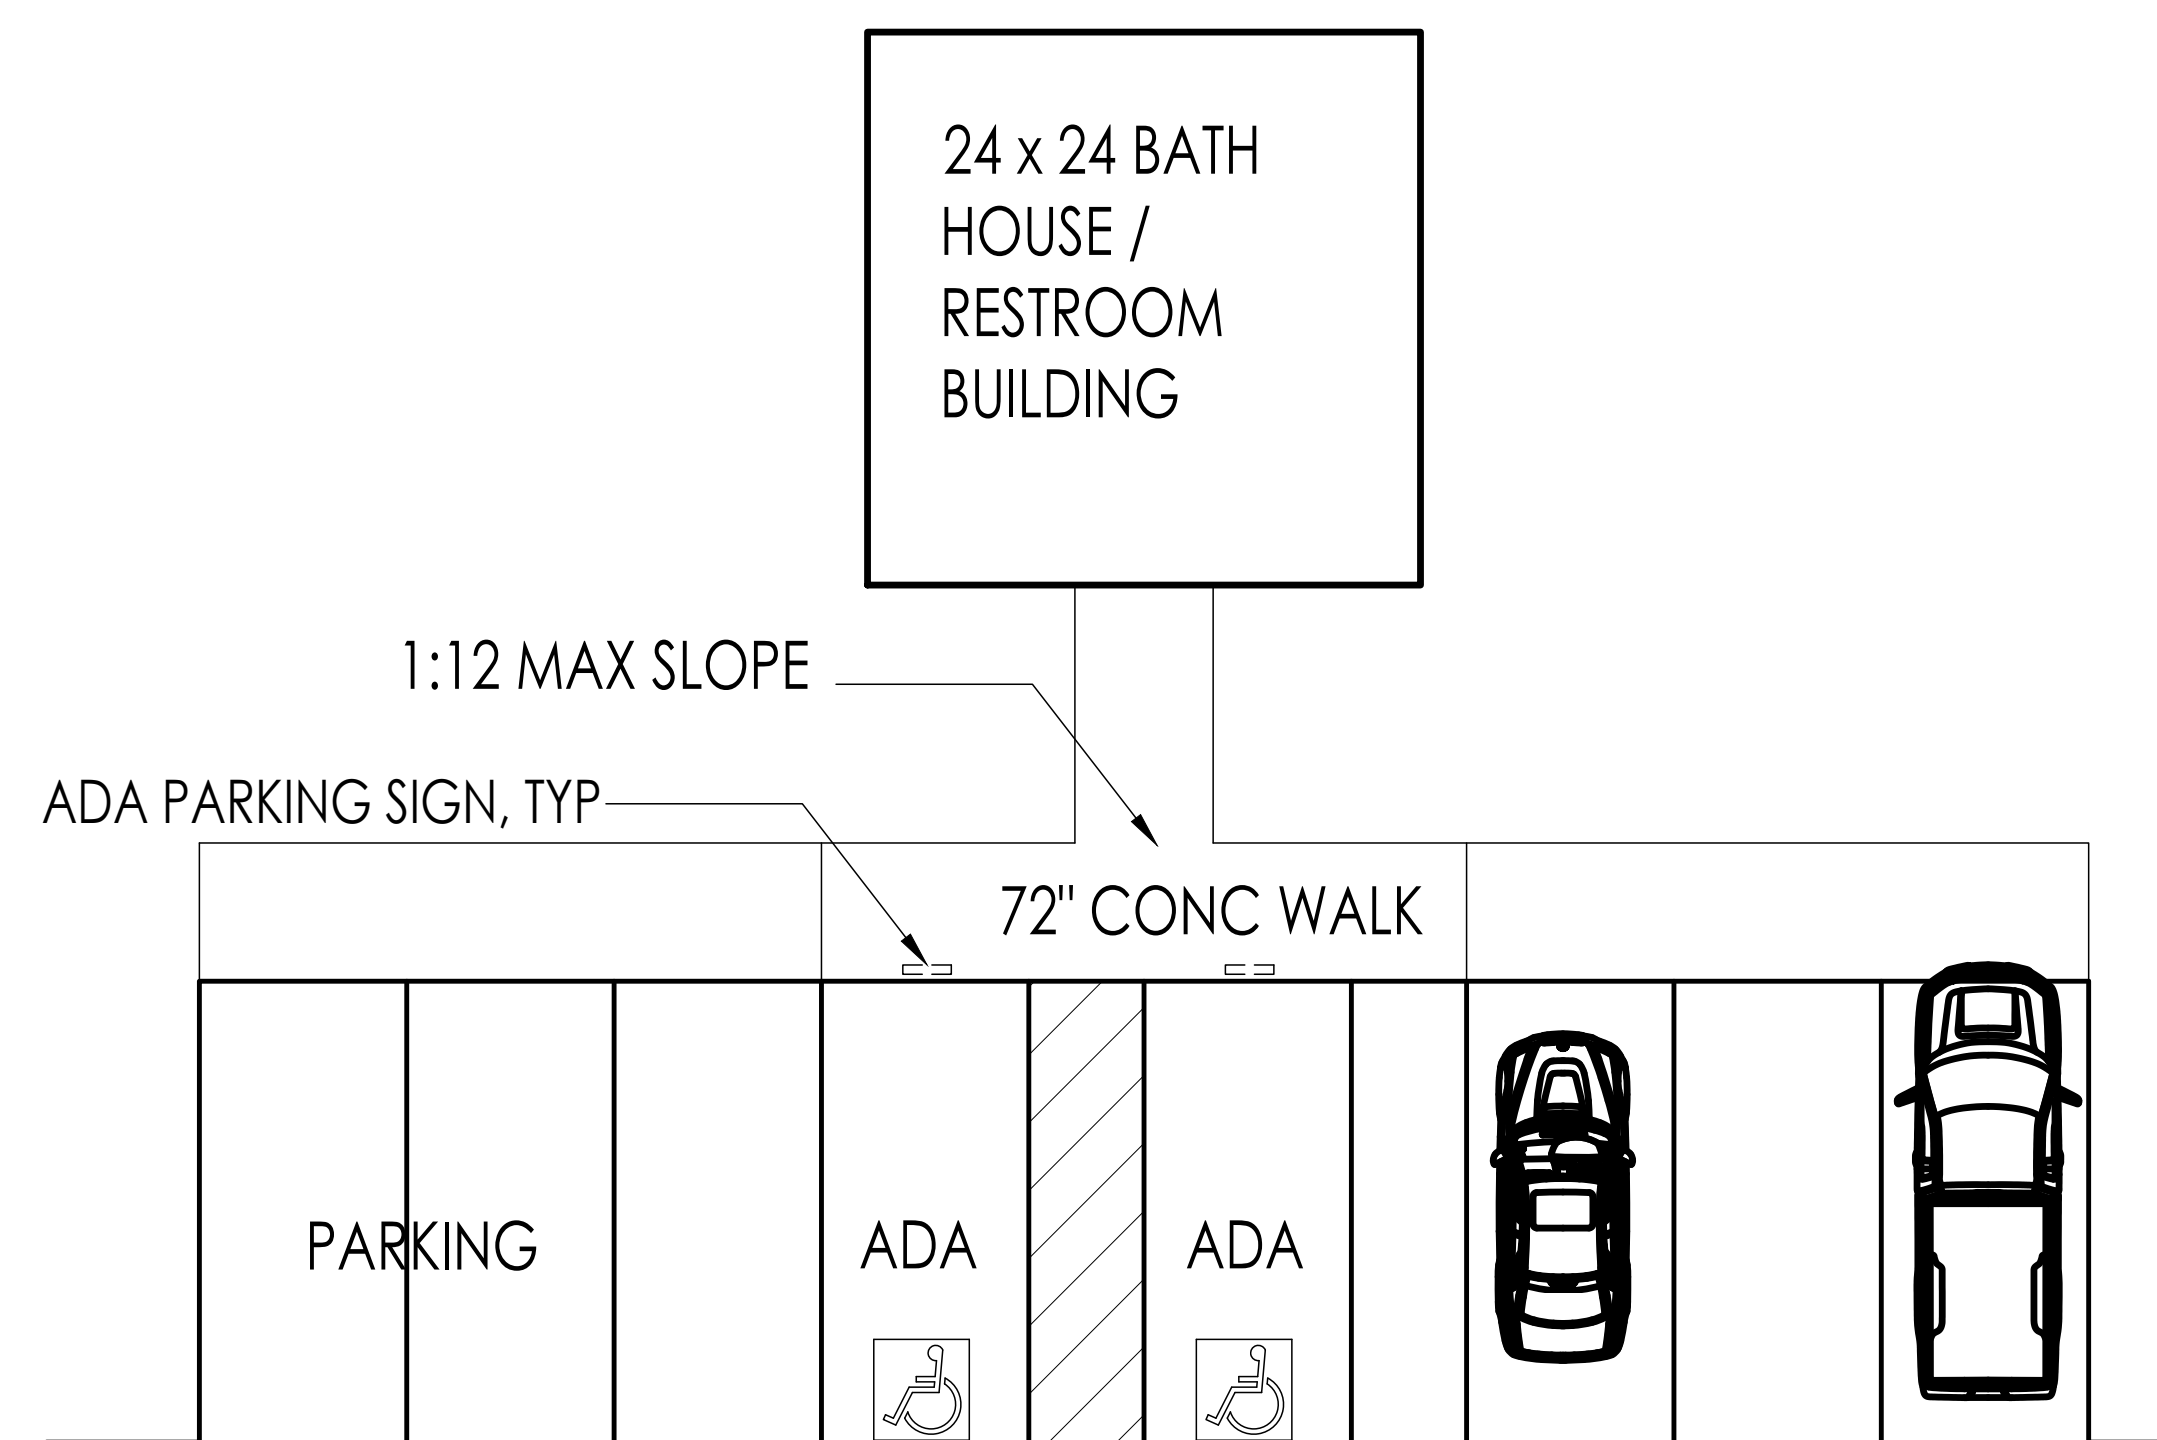 24 x 24 BATH
HOUSE /
RESTROOM
BUILDING
1:12 MAX SLOPE
ADA PARKING SIGN, TYP
72" CONC WALK
PARKING
ADA
ADA